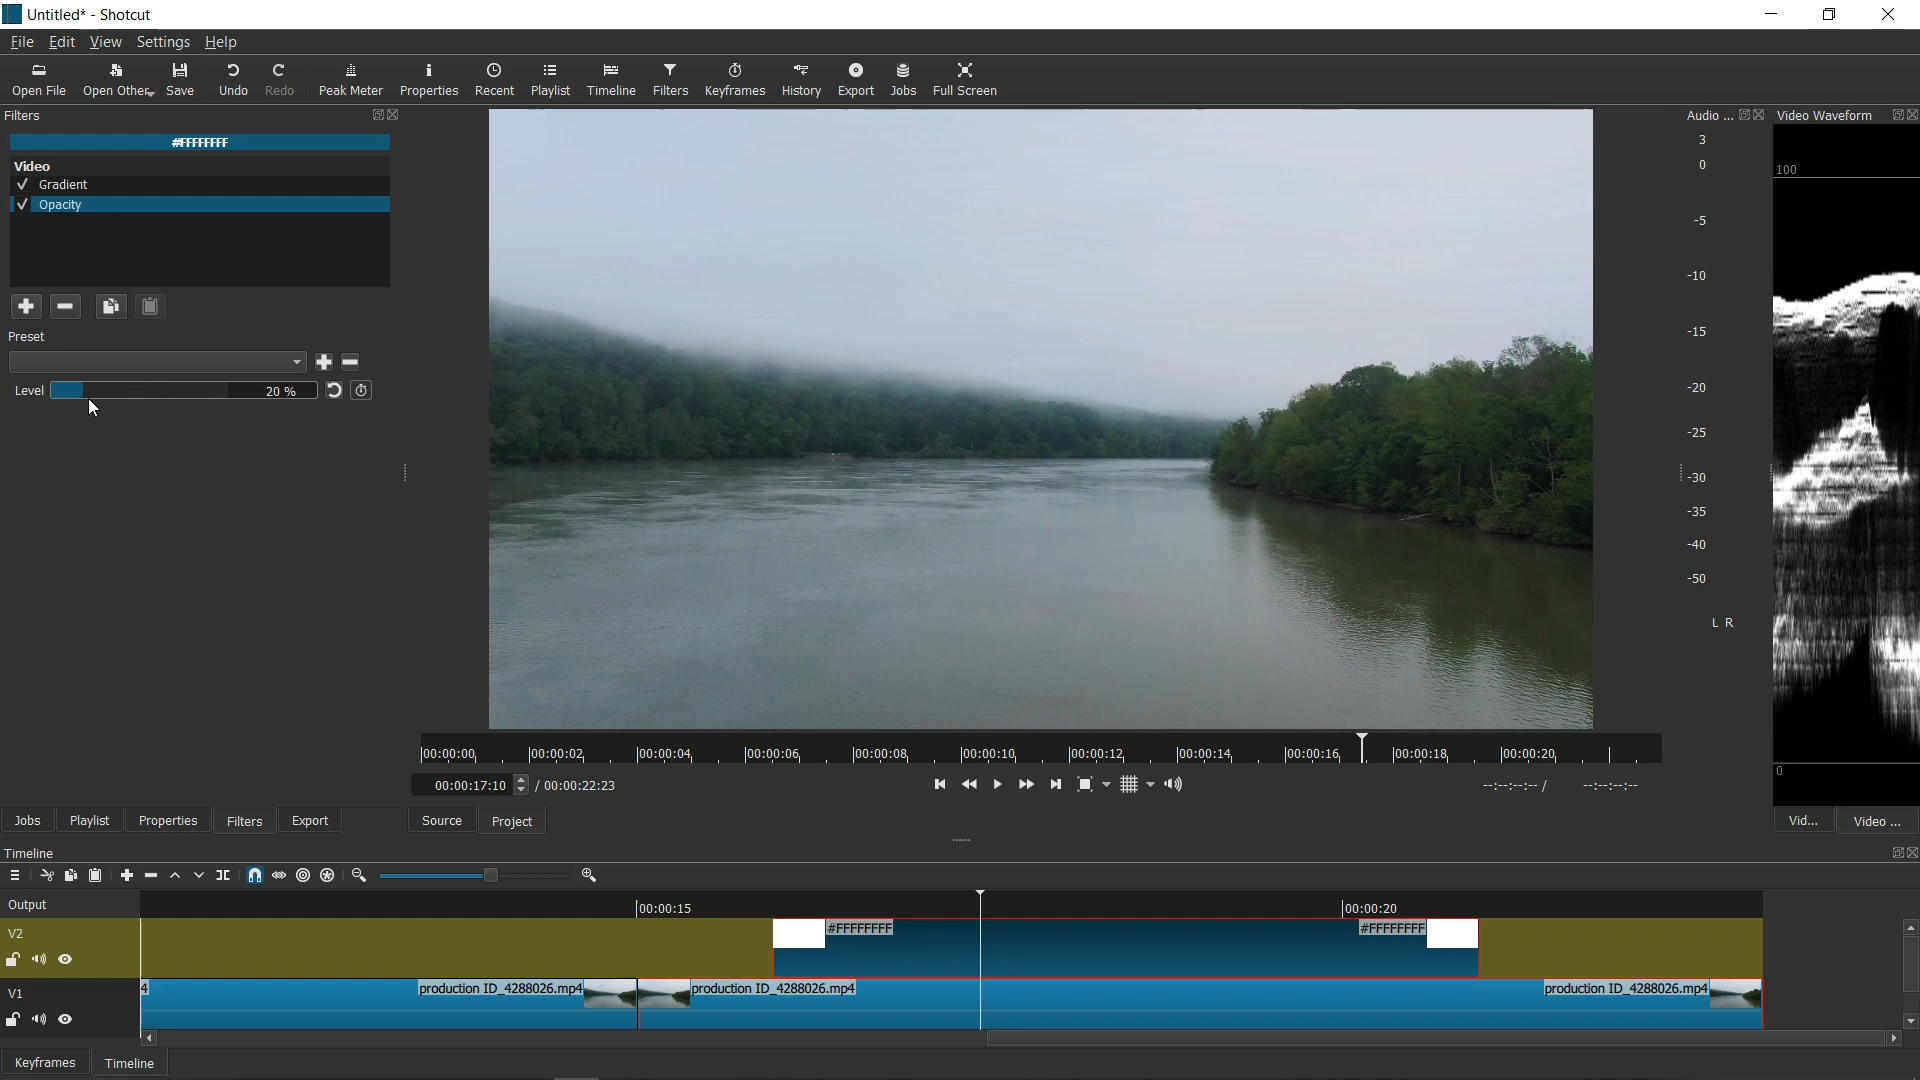 Untitled* - Shotcut
File Edit View Settings Help
Open File Open Other Save Undo Redo Peak Meter Properties Recent Playlist Timeline Filters Keyframes History Export Jobs Full Screen
Filters
#FFFFFFFF
Video
Gradient
Opacity
Preset
Level 20 %
Audio ...
3
0
-5
-10
-15
-20
-25
-30
-35
-40
-50
L R
Video Waveform
100
0
00:00:00 00:00:02 00:00:04 00:00:06 00:00:08 00:00:10 00:00:12 00:00:14 00:00:16 00:00:18 00:00:20
00:00:17:10 / 00:00:22:23
--:--:--:-- / --:--:--:--
Jobs Playlist Properties Filters Export
Source Project
Vid... Video ...
Timeline
Output
00:00:15 00:00:20
V2
#FFFFFFFF #FFFFFFFF
V1
4 production ID_4288026.mp4 production ID_4288026.mp4 production ID_4288026.mp4
Keyframes Timeline